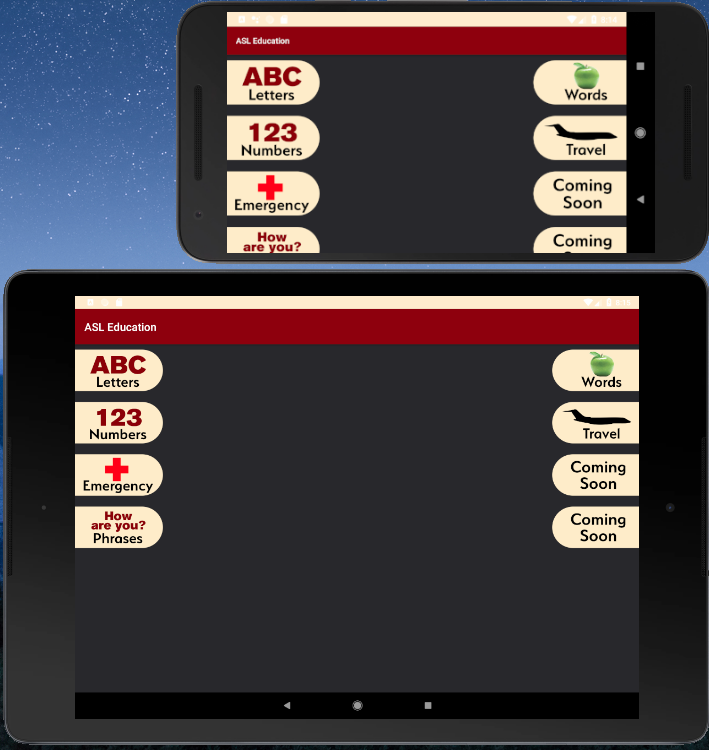 ASL Education
ABC
Letters
Words
123
Numbers
Travel
Emergency
Coming
Soon
How
are you?
Coming
ASL Education
ABC
Letters
Words
123
Numbers
Travel
Emergency
Coming
Soon
How
are you?
Phrases
Coming
Soon